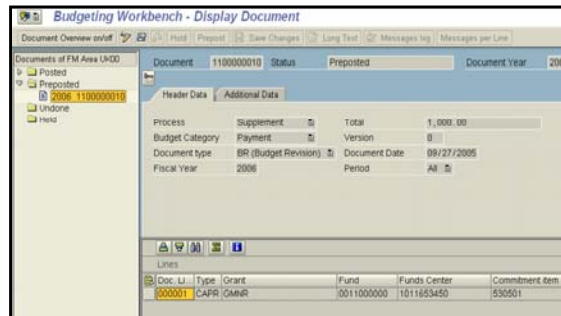 Budgeting Workbench - Display Document
Document Overview on/off Hold Prepost Save Changes Long Text Messages log Messages per Line
Documents of FM Area UK00
Posted
Preposted
2006 1100000010
Undone
Held
Document 1100000010 Status Preposted Document Year 200
Header Data Additional Data
Process Supplement Total 1,000.00
Budget Category Payment Version 0
Document type BR (Budget Revision) Document Date 09/27/2005
Fiscal Year 2006 Period All
Lines
Doc. Li. Type Grant Fund Funds Center Commitment item
000001 CAPR GMNR 0011000000 1011653450 530501